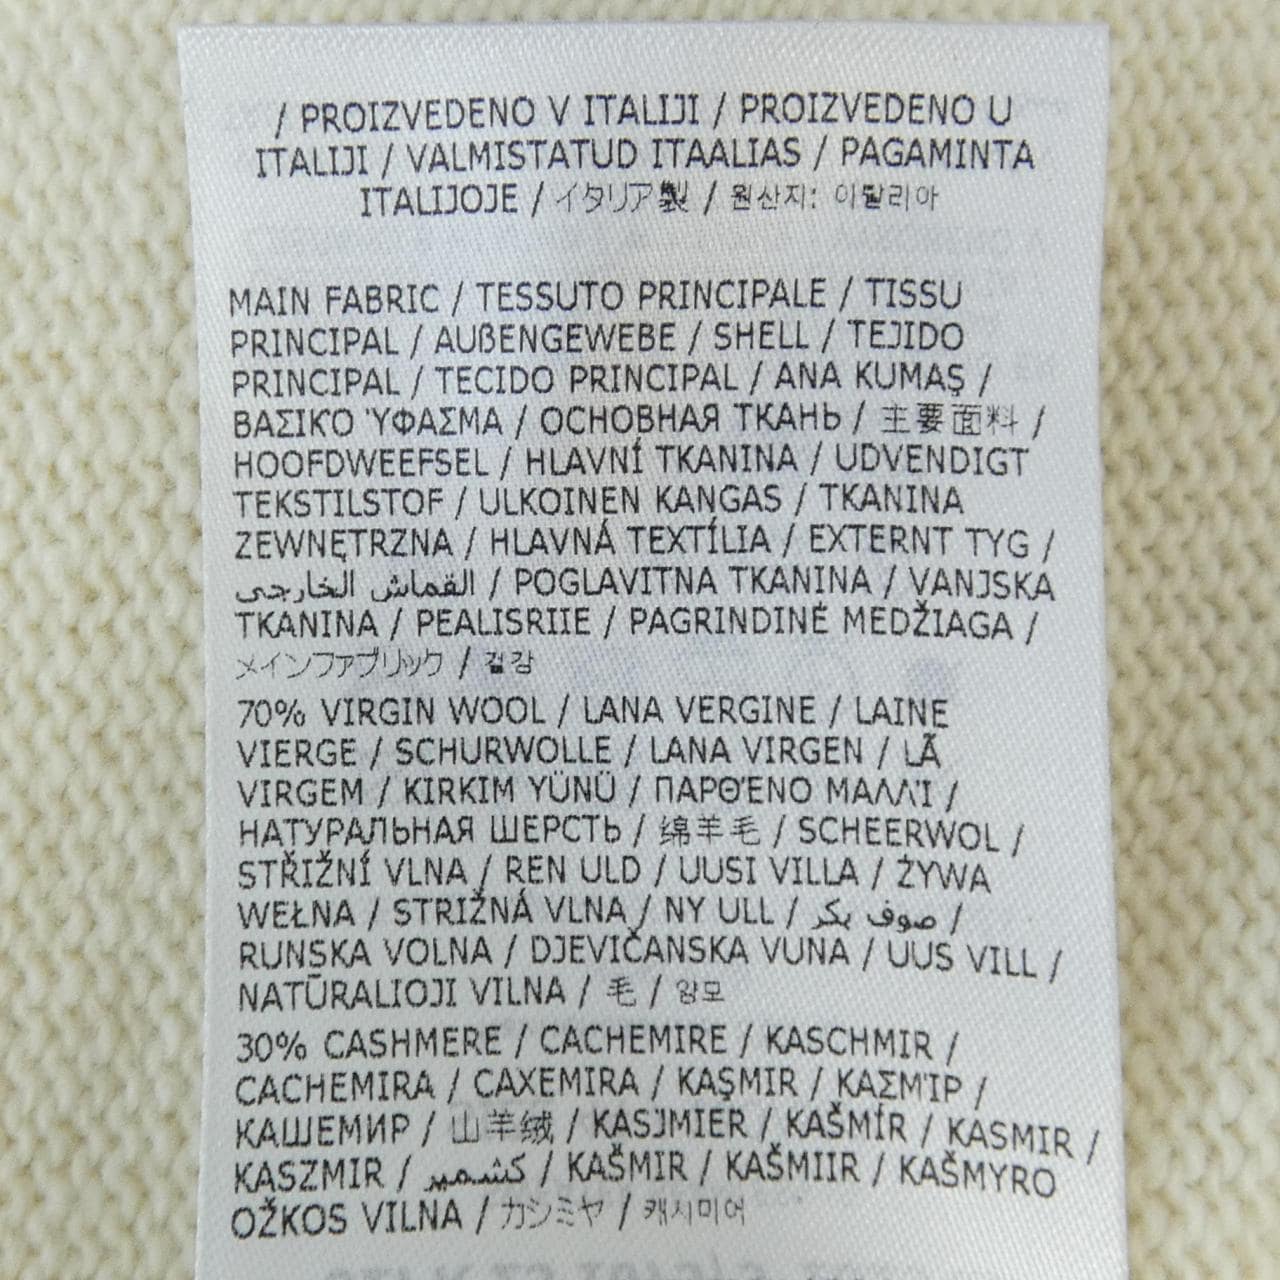 / PROIZVEDENO V ITALIJI / PROIZVEDENO U
ITALIJI / VALMISTATUD ITAALIAS / PAGAMINTA
ITALIJOJE / イタリア製 / 원산지: 이탈리아
MAIN FABRIC / TESSUTO PRINCIPALE / TISSU
PRINCIPAL / AUßENGEWEBE / SHELL / TEJIDO
PRINCIPAL / TECIDO PRINCIPAL / ANA KUMAŞ /
ΒΑΣΙΚΌ ΎΦΑΣΜΑ / ОСНОВНАЯ ТКАНЬ / 主要面料 /
HOOFDWEEFSEL / HLAVNÍ TKANINA / UDVENDIGT
TEKSTILSTOF / ULKOINEN KANGAS / TKANINA
ZEWNĘTRZNA / HLAVNÁ TEXTÍLIA / EXTERNT TYG /
القماش الخارجي / POGLAVITNA TKANINA / VANJSKA
TKANINA / PEALISRIIE / PAGRINDINĖ MEDŽIAGA /
メインファブリック / 겉감
70% VIRGIN WOOL / LANA VERGINE / LAINE
VIERGE / SCHURWOLLE / LANA VIRGEN / LÃ
VIRGEM / KIRKIM YÜNÜ / ΠΑΡΘΈΝΟ ΜΑΛΛΊ /
НАТУРАЛЬНАЯ ШЕРСТЬ / 绵羊毛 / SCHEERWOL /
STŘIŽNÍ VLNA / REN ULD / UUSI VILLA / ŻYWA
WEŁNA / STRIŽNÁ VLNA / NY ULL / صوف بكر /
RUNSKA VOLNA / DJEVIČANSKA VUNA / UUS VILL /
NATŪRALIOJI VILNA / 毛 / 양모
30% CASHMERE / CACHEMIRE / KASCHMIR /
CACHEMIRA / CAXEMIRA / KAŞMIR / ΚΑΣΜΊΡ /
КАШЕМИР / 山羊绒 / KASJMIER / KAŠMÍR / KASMIR /
KASZMIR / كشمير / KAŠMIR / KAŠMIIR / KAŠMYRO
OŽKOS VILNA / カシミヤ / 캐시미어